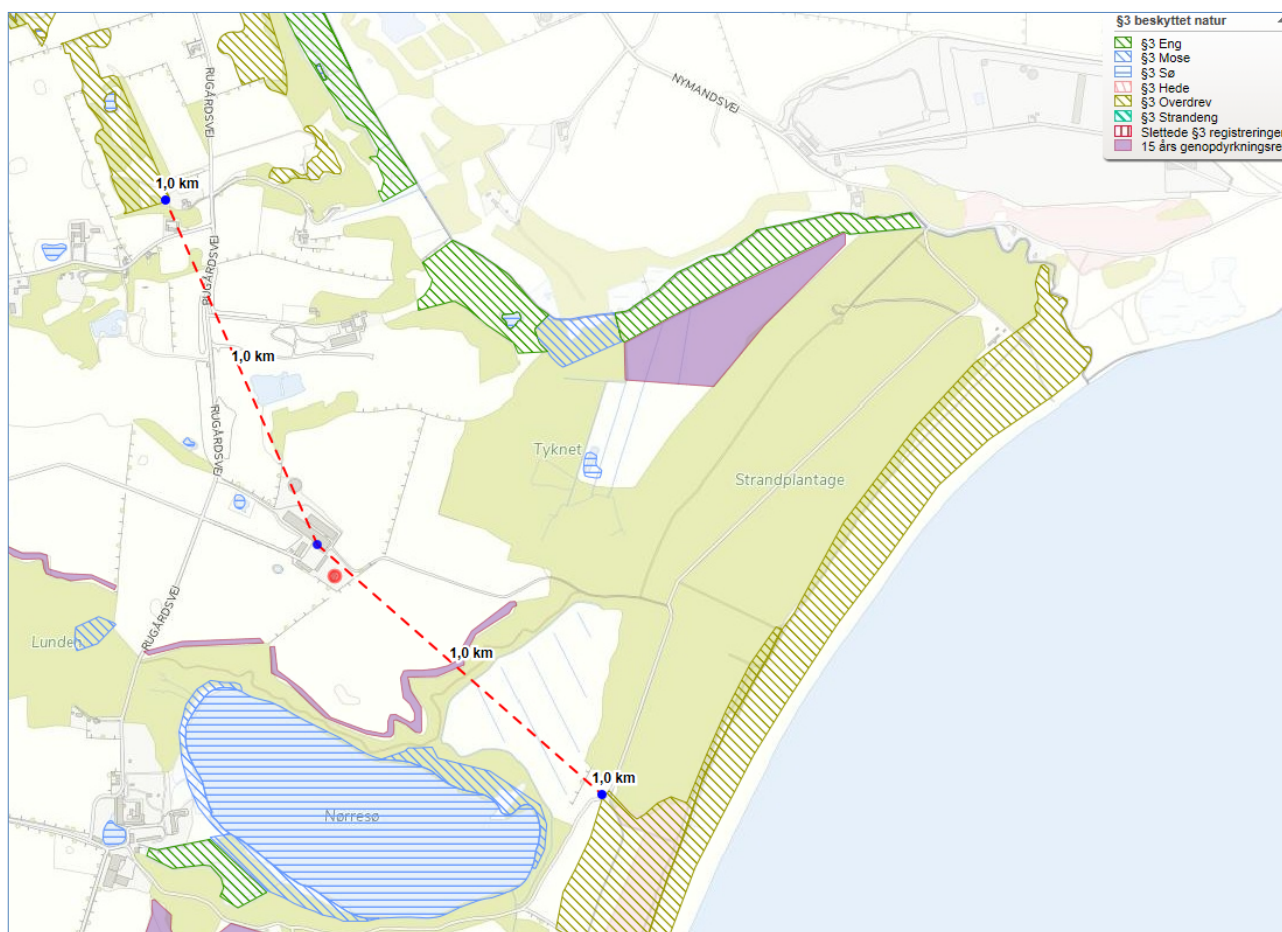 §3 beskyttet natur
§3 Eng
§3 Mose
§3 Sø
§3 Hede
§3 Overdrev
§3 Strandeng
Slettede §3 registreringer
15 års genopdyrkningsre
RUGÅRDSVEJ
NYMANDSVEJ
1,0 km
RUGÅRDSVEJ
1,0 km
RUGÅRDSVEJ
Tyknet
Strandplantage
RUGÅRDSVEJ
Lunden
1,0 km
1,0 km
Nørresø